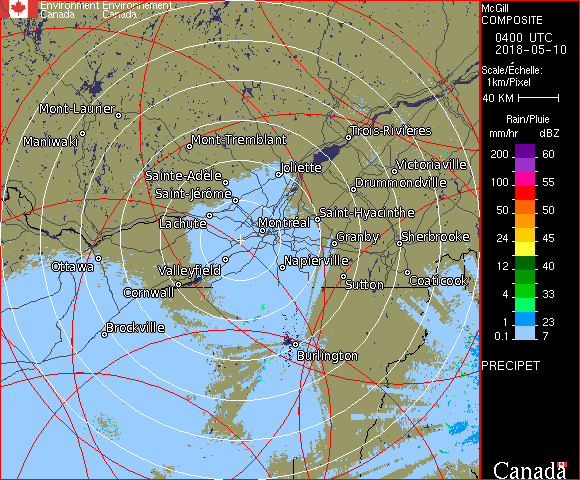 Environment Environnement
Canada Canada
McGill
COMPOSITE
0400 UTC
2018-05-10
Scale/Échelle:
1km/Pixel
40 KM
Rain/Pluie
mm/hr dBZ
200 60
100 55
50 50
24 45
12 40
8 33
4 28
1 23
0.1 7
PRECIPET
Canada
Mont-Laurier
Maniwaki
Mont-Tremblant
Trois-Rivières
Sainte-Adèle
Joliette
Victoriaville
Saint-Jérôme
Drummondville
Lachute
Montréal
Saint-Hyacinthe
Granby
Sherbrooke
Ottawa
Valleyfield
Napierville
Cornwall
Sutton
Coaticook
Brockville
Burlington